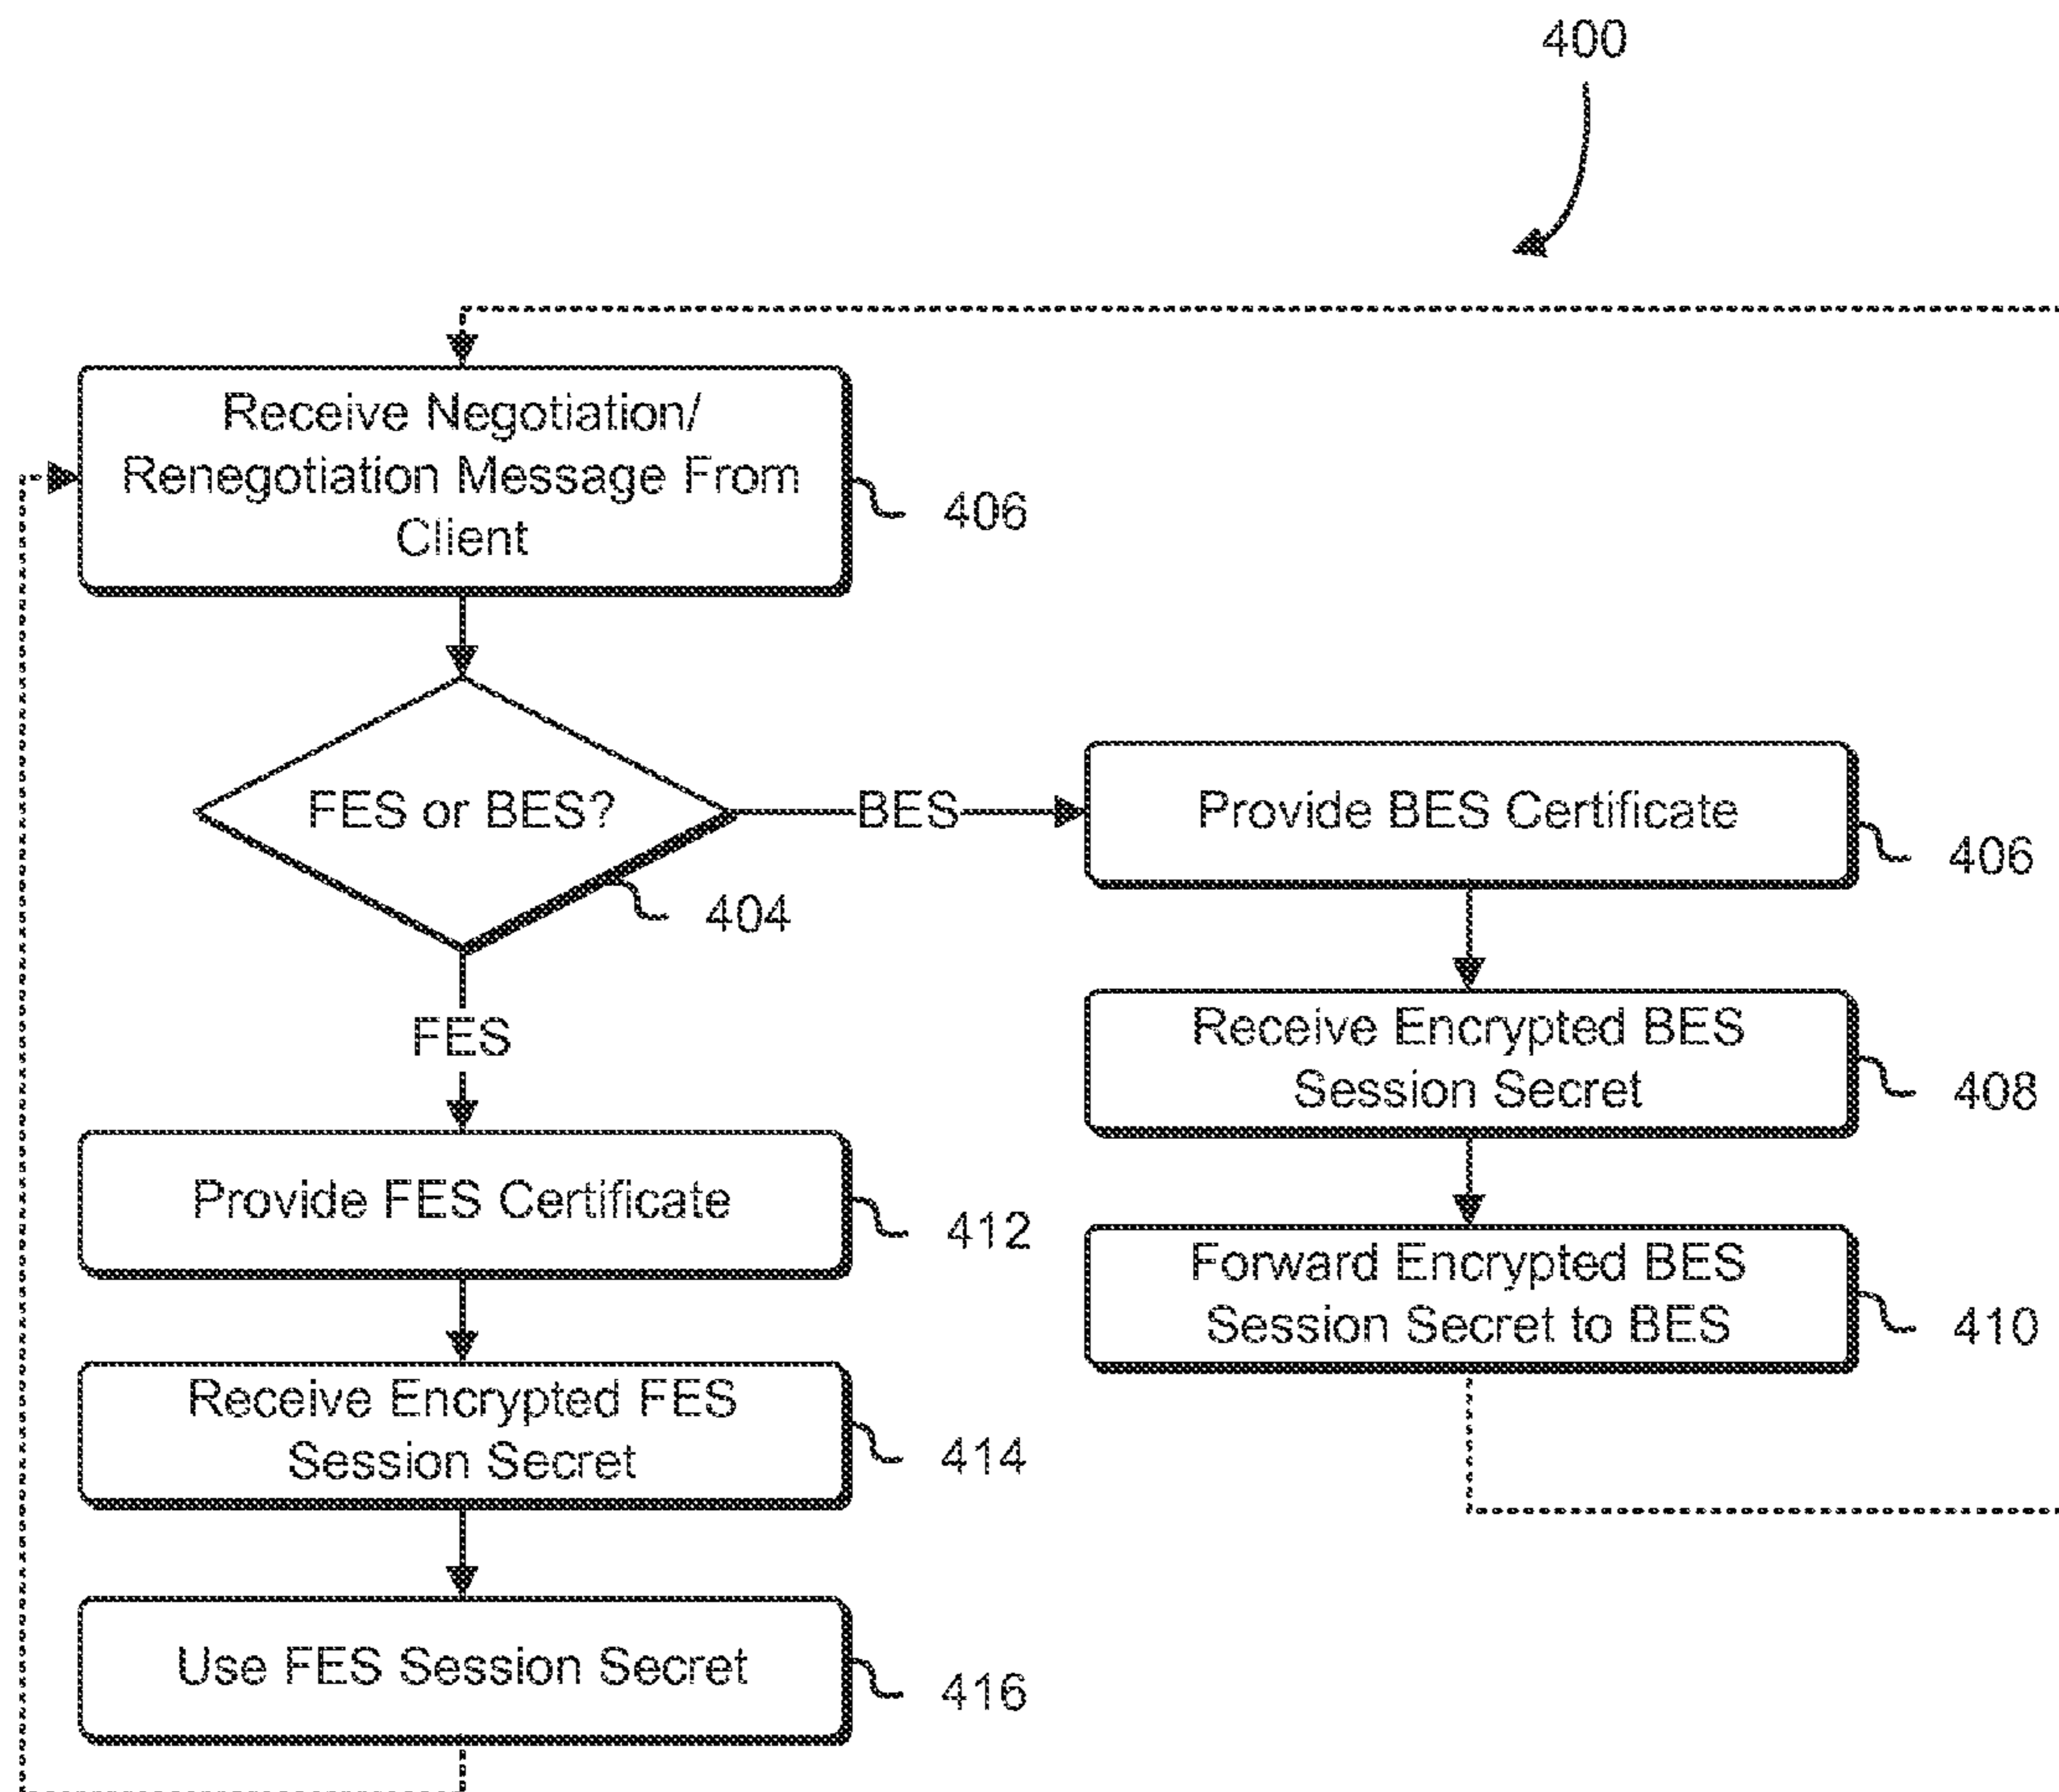 400
Receive Negotiation/
Renegotiation Message From
Client
406
FES or BES?
404
BES
Provide BES Certificate
406
Receive Encrypted BES
Session Secret
408
Forward Encrypted BES
Session Secret to BES
410
FES
Provide FES Certificate
412
Receive Encrypted FES
Session Secret
414
Use FES Session Secret
416